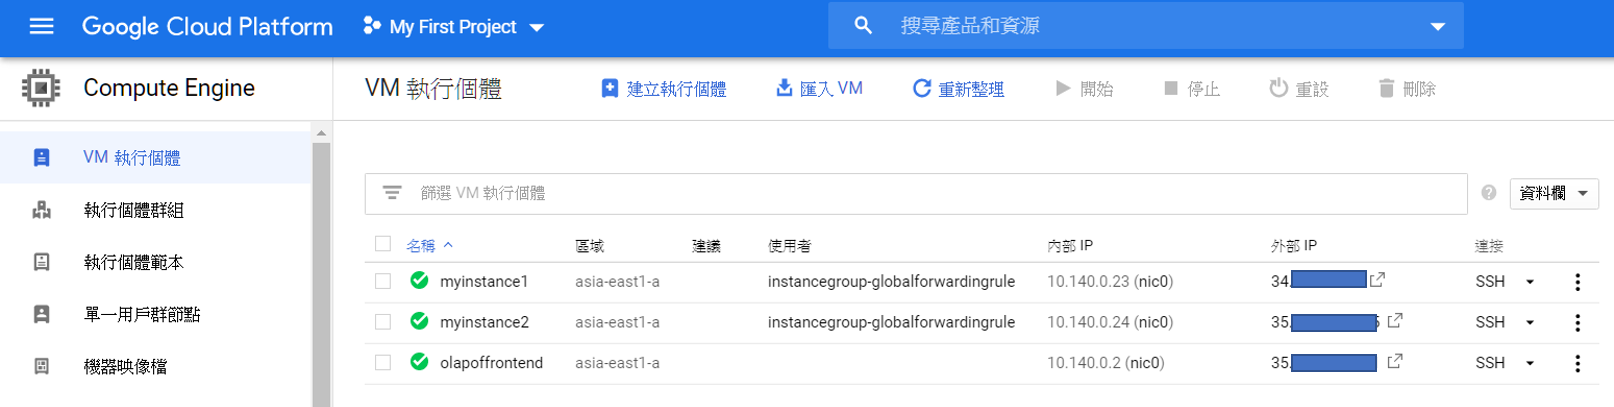 Google Cloud Platform My First Project 搜尋產品和資源
Compute Engine VM 執行個體 建立執行個體 匯入 VM 重新整理 開始 停止 重設 刪除
VM 執行個體
執行個體群組
執行個體範本
單一用戶群節點
機器映像檔
篩選 VM 執行個體 資料欄
名稱 區域 建議 使用者 內部 IP 外部 IP 連接
myinstance1 asia-east1-a instancegroup-globalforwardingrule 10.140.0.23 (nic0) 34. SSH
myinstance2 asia-east1-a instancegroup-globalforwardingrule 10.140.0.24 (nic0) 35. SSH
olapoffrontend asia-east1-a 10.140.0.2 (nic0) 35. SSH